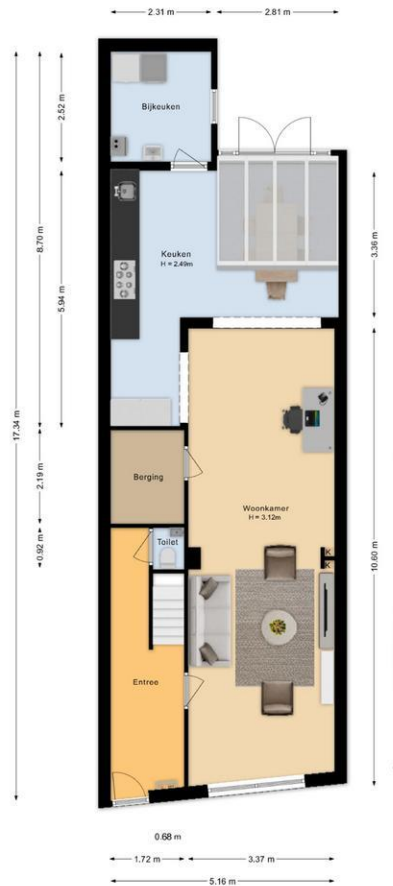 2.31 m
2.81 m
2.52 m
Bijkeuken
8.70 m
5.94 m
Keuken
H = 2.49m
3.36 m
17.34 m
2.19 m
Berging
Woonkamer
H = 3.12m
0.92 m
Toilet
K
K
10.60 m
Entree
0.68 m
1.72 m
3.37 m
5.16 m